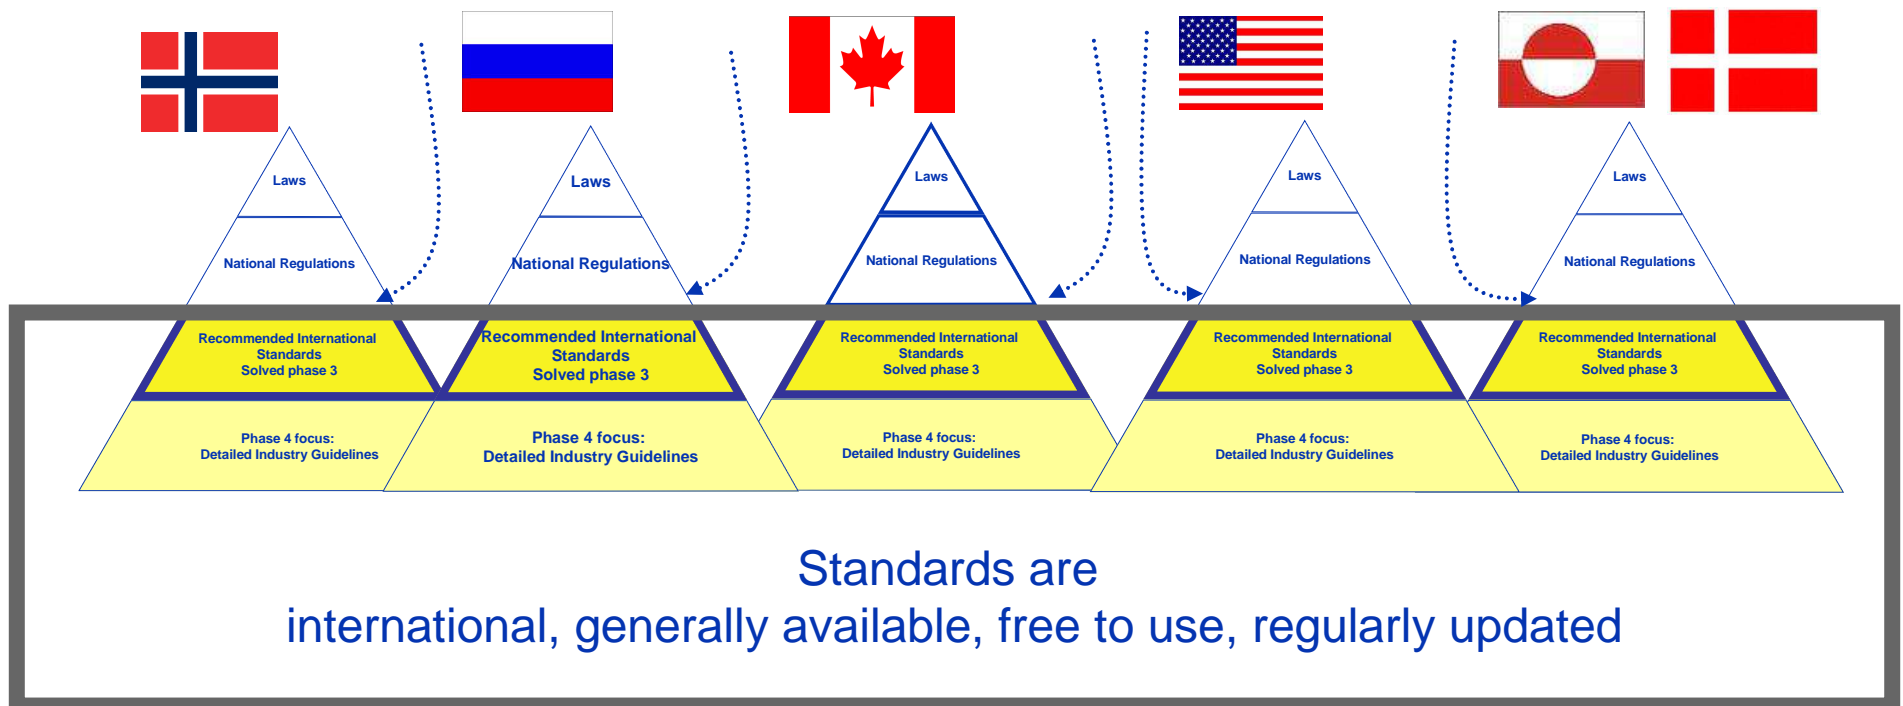 Laws
National Regulations
Recommended International
Standards
Solved phase 3
Phase 4 focus:
Detailed Industry Guidelines
Laws
National Regulations
Recommended International
Standards
Solved phase 3
Phase 4 focus:
Detailed Industry Guidelines
Laws
National Regulations
Recommended International
Standards
Solved phase 3
Phase 4 focus:
Detailed Industry Guidelines
Laws
National Regulations
Recommended International
Standards
Solved phase 3
Phase 4 focus:
Detailed Industry Guidelines
Laws
National Regulations
Recommended International
Standards
Solved phase 3
Phase 4 focus:
Detailed Industry Guidelines
Standards are
international, generally available, free to use, regularly updated